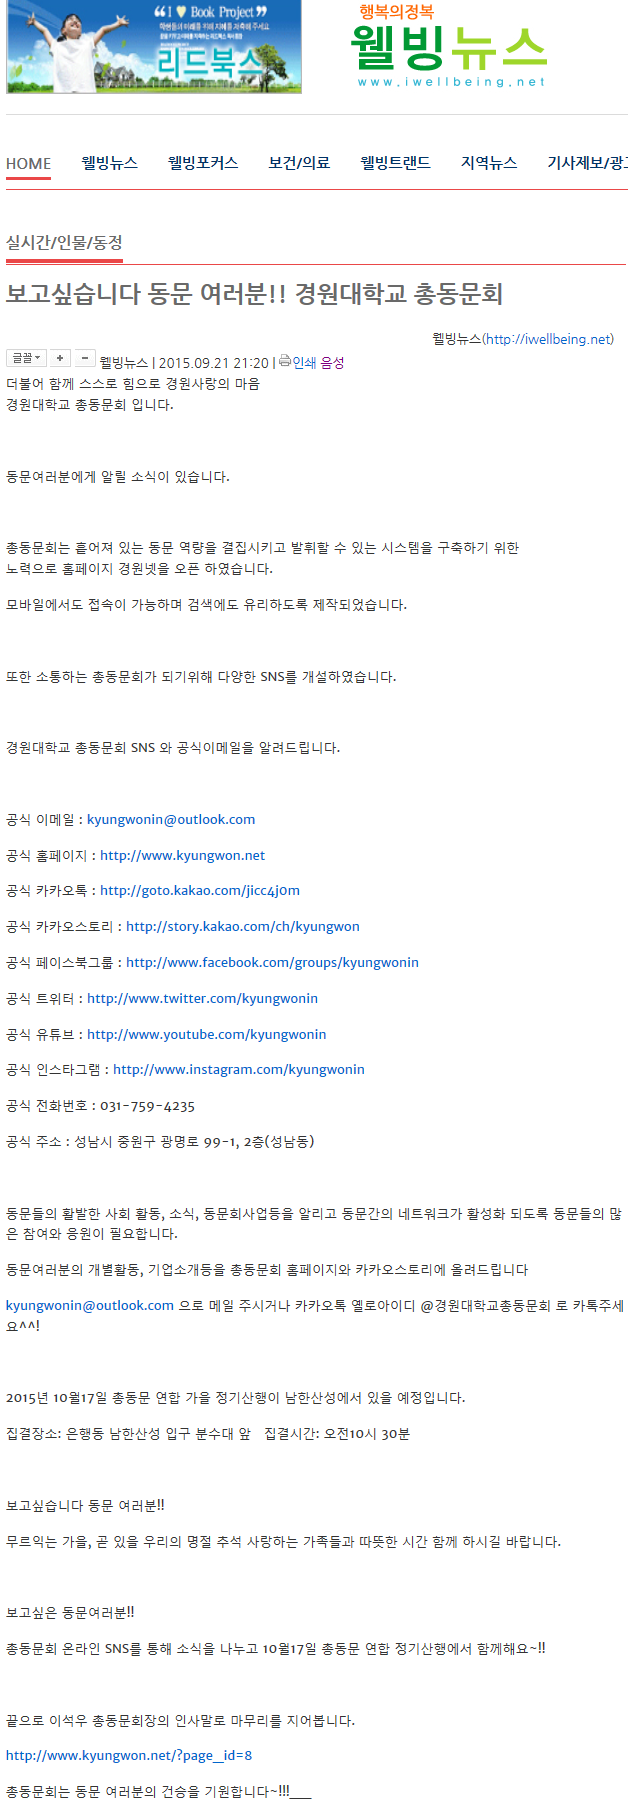 “I ♥ Book Project”
리드북스
행복의정복
웰빙뉴스
www.iwellbeing.net
HOME 웰빙뉴스 웰빙포커스 보건/의료 웰빙트랜드 지역뉴스 기사제보/광고
실시간/인물/동정
보고싶습니다 동문 여러분!! 경원대학교 총동문회
웰빙뉴스(http://iwellbeing.net)
글꼴 + - 웰빙뉴스 | 2015.09.21 21:20 | 인쇄 음성
더불어 함께 스스로 힘으로 경원사랑의 마음
경원대학교 총동문회 입니다.
동문여러분에게 알릴 소식이 있습니다.
총동문회는 흩어져 있는 동문 역량을 결집시키고 발휘할 수 있는 시스템을 구축하기 위한
노력으로 홈페이지 경원넷을 오픈 하였습니다.
모바일에서도 접속이 가능하며 검색에도 유리하도록 제작되었습니다.
또한 소통하는 총동문회가 되기위해 다양한 SNS를 개설하였습니다.
경원대학교 총동문회 SNS 와 공식이메일을 알려드립니다.
공식 이메일 : kyungwonin@outlook.com
공식 홈페이지 : http://www.kyungwon.net
공식 카카오톡 : http://goto.kakao.com/jicc4j0m
공식 카카오스토리 : http://story.kakao.com/ch/kyungwon
공식 페이스북그룹 : http://www.facebook.com/groups/kyungwonin
공식 트위터 : http://www.twitter.com/kyungwonin
공식 유튜브 : http://www.youtube.com/kyungwonin
공식 인스타그램 : http://www.instagram.com/kyungwonin
공식 전화번호 : 031-759-4235
공식 주소 : 성남시 중원구 광명로 99-1, 2층(성남동)
동문들의 활발한 사회 활동, 소식, 동문회사업등을 알리고 동문간의 네트워크가 활성화 되도록 동문들의 많
은 참여와 응원이 필요합니다.
동문여러분의 개별활동, 기업소개등을 총동문회 홈페이지와 카카오스토리에 올려드립니다
kyungwonin@outlook.com 으로 메일 주시거나 카카오톡 옐로아이디 @경원대학교총동문회 로 카톡주세
요^^!
2015년 10월17일 총동문 연합 가을 정기산행이 남한산성에서 있을 예정입니다.
집결장소: 은행동 남한산성 입구 분수대 앞 집결시간: 오전10시 30분
보고싶습니다 동문 여러분!!
무르익는 가을, 곧 있을 우리의 명절 추석 사랑하는 가족들과 따뜻한 시간 함께 하시길 바랍니다.
보고싶은 동문여러분!!
총동문회 온라인 SNS를 통해 소식을 나누고 10월17일 총동문 연합 정기산행에서 함께해요~!!
끝으로 이석우 총동문회장의 인사말로 마무리를 지어봅니다.
http://www.kyungwon.net/?page_id=8
총동문회는 동문 여러분의 건승을 기원합니다~!!!___